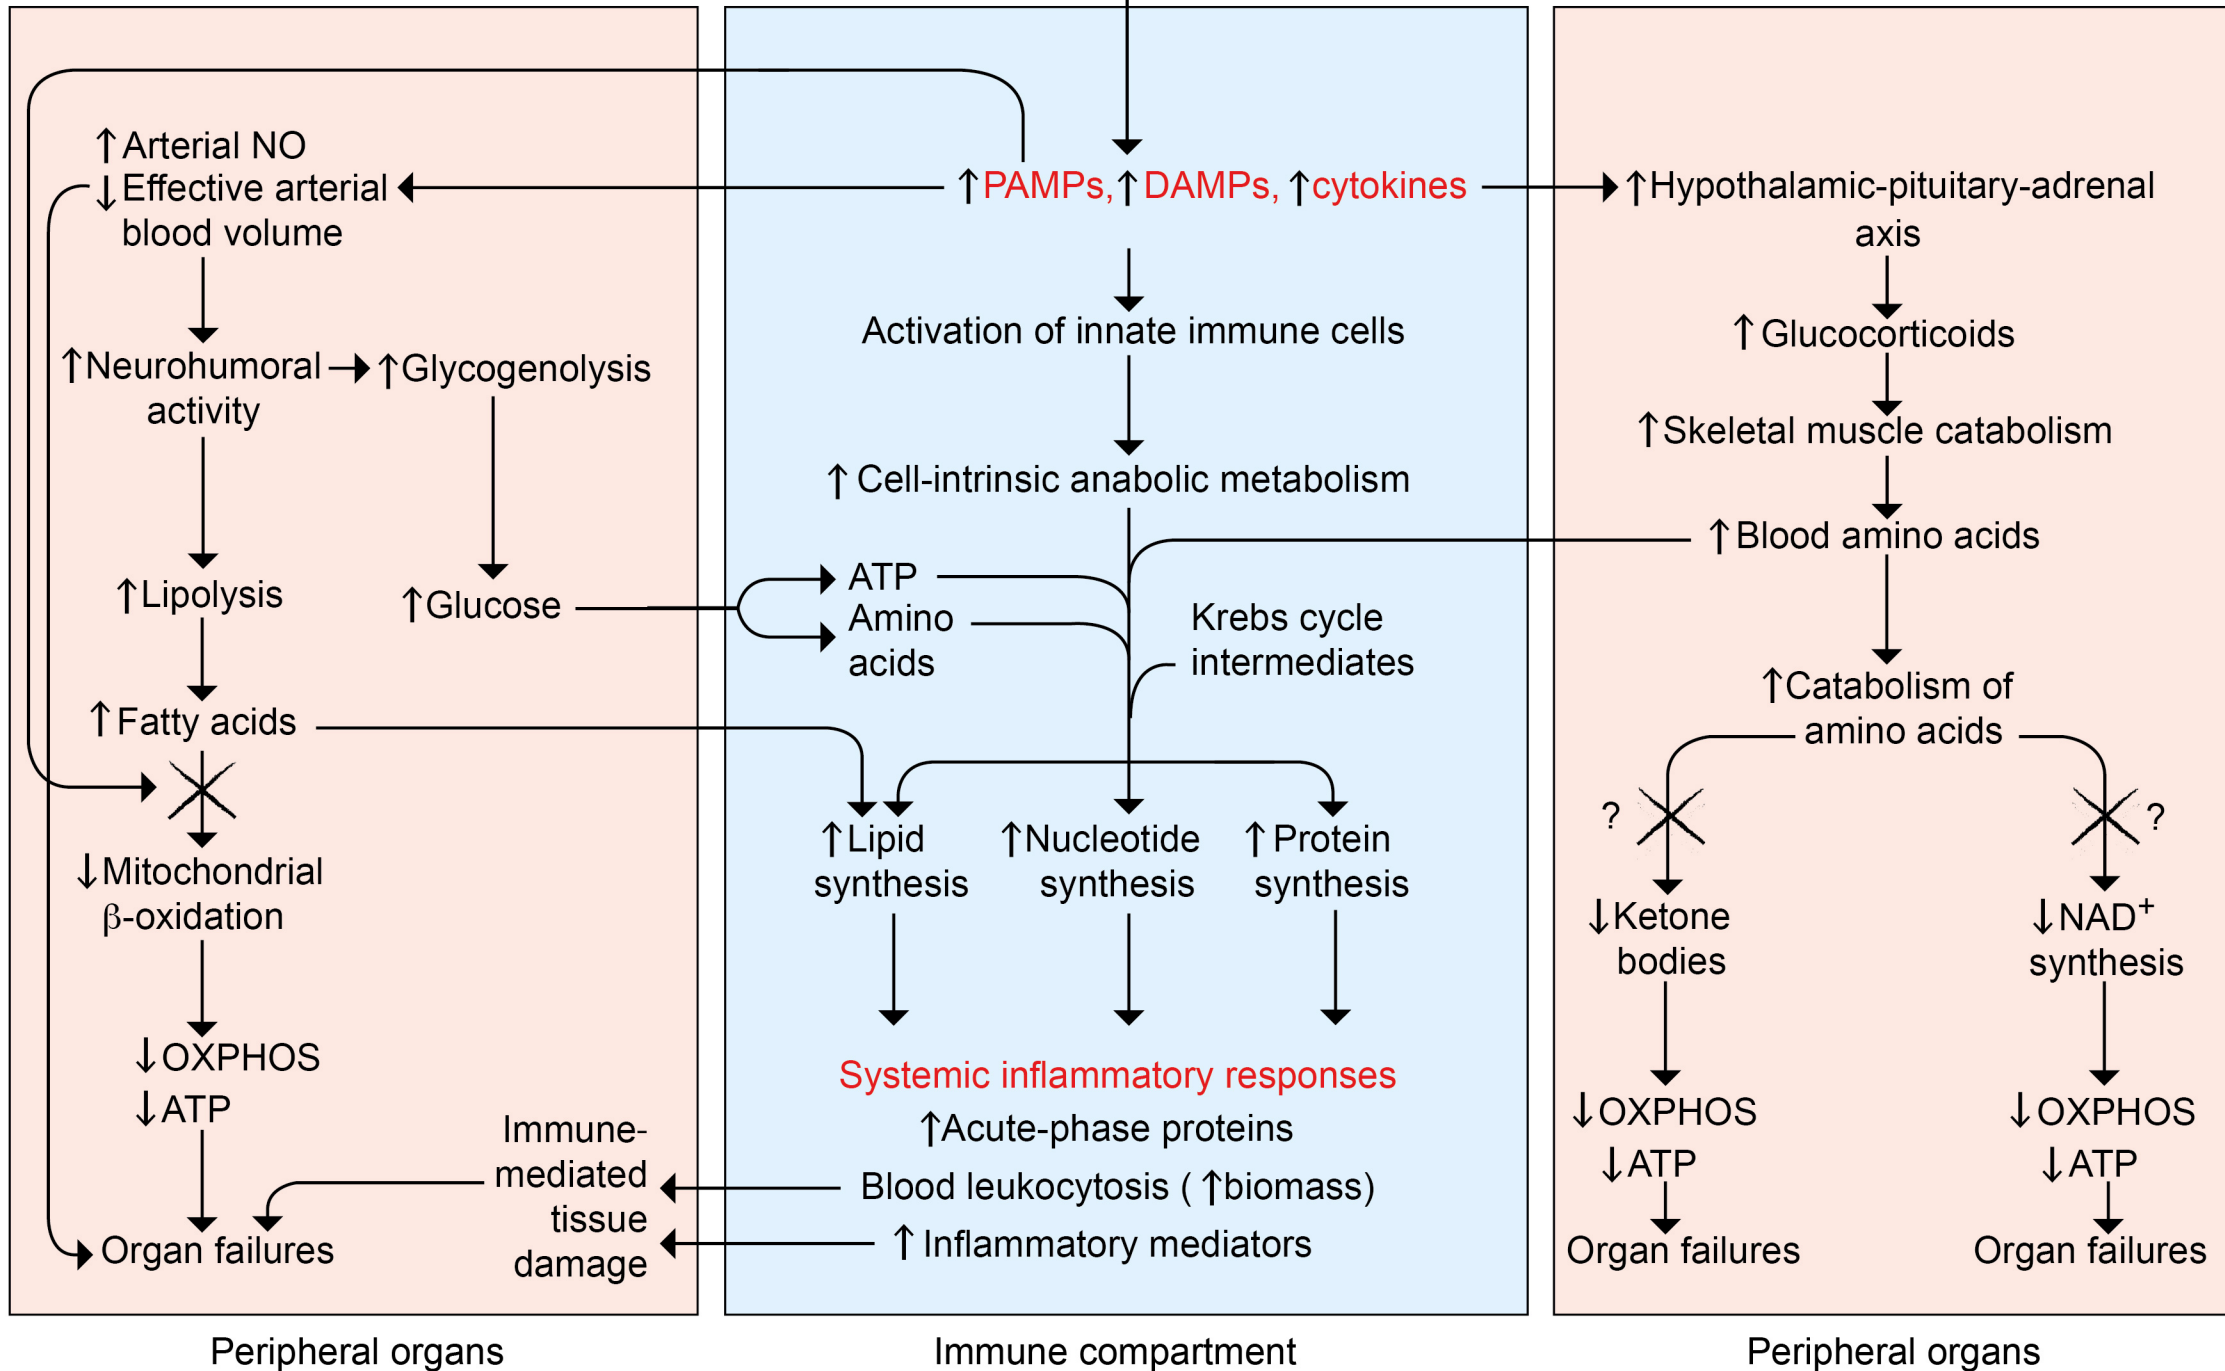 ↑Arterial NO
↓Effective arterial
blood volume
↑Neurohumoral
activity
↑Glycogenolysis
↑Lipolysis
↑Glucose
↑Fatty acids
↓Mitochondrial
β-oxidation
↓OXPHOS
↓ATP
Organ failures
Immune-
mediated
tissue
damage
Peripheral organs
↑PAMPs, ↑DAMPs, ↑cytokines
Activation of innate immune cells
↑Cell-intrinsic anabolic metabolism
ATP
Amino
acids
Krebs cycle
intermediates
↑Lipid
synthesis
↑Nucleotide
synthesis
↑Protein
synthesis
Systemic inflammatory responses
↑Acute-phase proteins
Blood leukocytosis (↑biomass)
↑Inflammatory mediators
Immune compartment
↑Hypothalamic-pituitary-adrenal
axis
↑Glucocorticoids
↑Skeletal muscle catabolism
↑Blood amino acids
↑Catabolism of
amino acids
?
?
↓Ketone
bodies
↓OXPHOS
↓ATP
Organ failures
↓NAD⁺
synthesis
↓OXPHOS
↓ATP
Organ failures
Peripheral organs